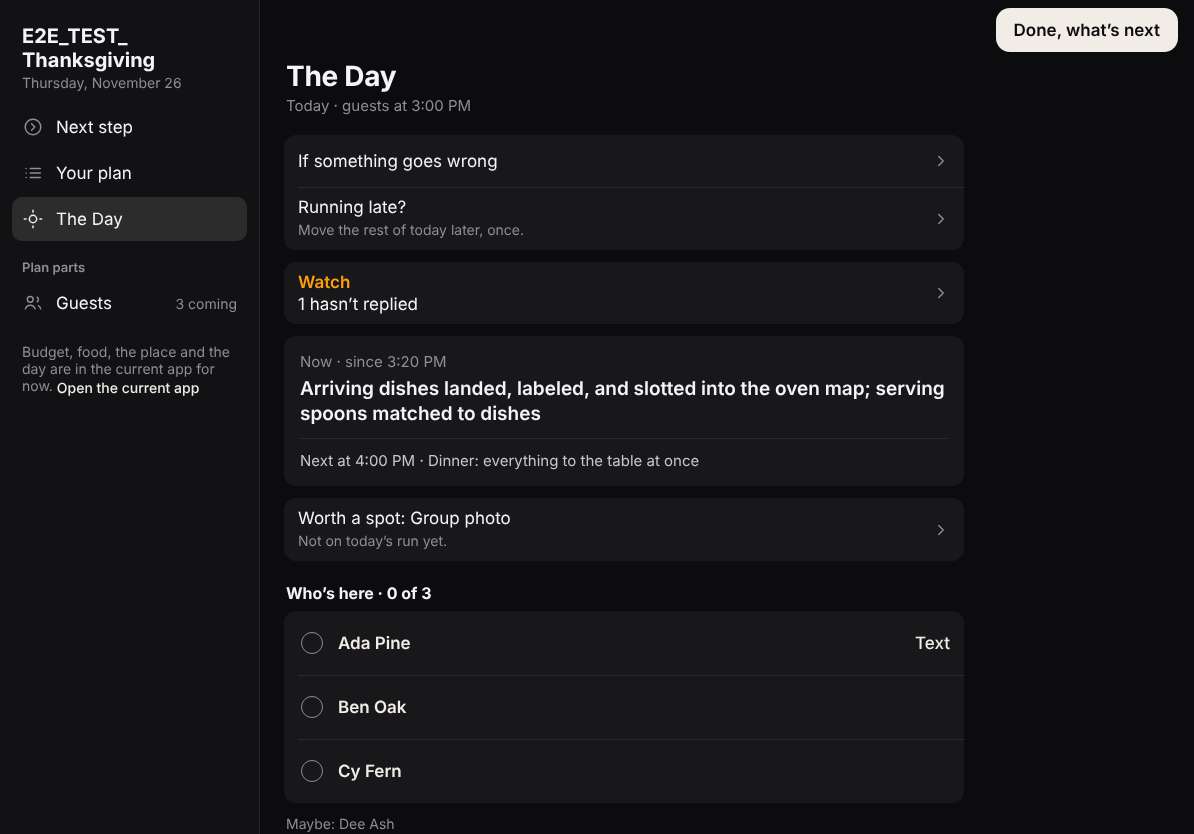 E2E_TEST_
Thanksgiving
Thursday, November 26
Next step
Your plan
The Day
Plan parts
Guests
3 coming
Budget, food, the place and the
day are in the current app for
now. Open the current app
Done, what’s next
The Day
Today · guests at 3:00 PM
If something goes wrong
Running late?
Move the rest of today later, once.
Watch
1 hasn’t replied
Now · since 3:20 PM
Arriving dishes landed, labeled, and slotted into the oven map; serving
spoons matched to dishes
Next at 4:00 PM · Dinner: everything to the table at once
Worth a spot: Group photo
Not on today’s run yet.
Who’s here · 0 of 3
Ada Pine
Text
Ben Oak
Cy Fern
Maybe: Dee Ash